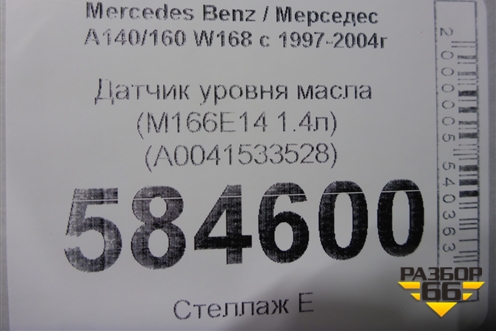 Mercedes Benz / Мерседес
A140/160 W168 с 1997-2004г
Датчик уровня масла
(M166E14 1.4л)
(A0041533528)
584600
Стеллаж Е
2000005540363
РАЗБОР
66